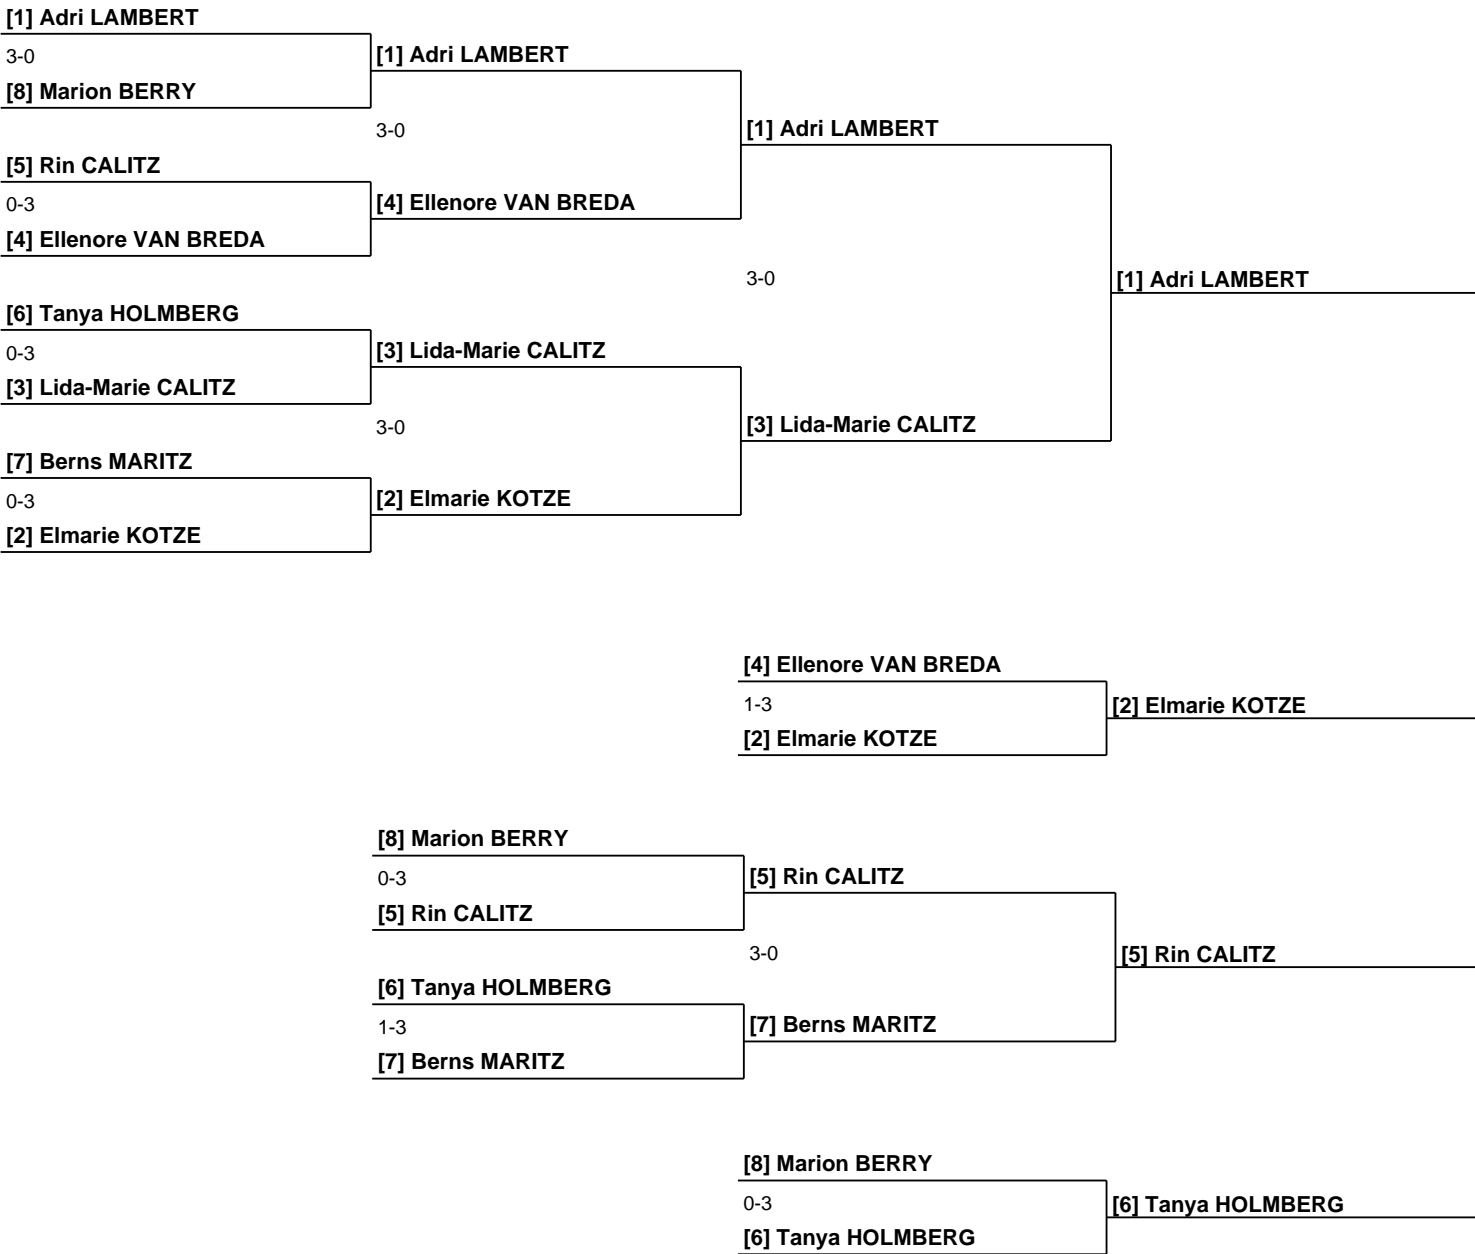 [1] Adri LAMBERT
3-0
[1] Adri LAMBERT
[8] Marion BERRY
3-0
[1] Adri LAMBERT
[5] Rin CALITZ
0-3
[4] Ellenore VAN BREDA
[4] Ellenore VAN BREDA
3-0
[1] Adri LAMBERT
[6] Tanya HOLMBERG
0-3
[3] Lida-Marie CALITZ
[3] Lida-Marie CALITZ
3-0
[3] Lida-Marie CALITZ
[7] Berns MARITZ
0-3
[2] Elmarie KOTZE
[2] Elmarie KOTZE
[4] Ellenore VAN BREDA
1-3
[2] Elmarie KOTZE
[2] Elmarie KOTZE
[8] Marion BERRY
0-3
[5] Rin CALITZ
[5] Rin CALITZ
3-0
[5] Rin CALITZ
[6] Tanya HOLMBERG
1-3
[7] Berns MARITZ
[7] Berns MARITZ
[8] Marion BERRY
0-3
[6] Tanya HOLMBERG
[6] Tanya HOLMBERG